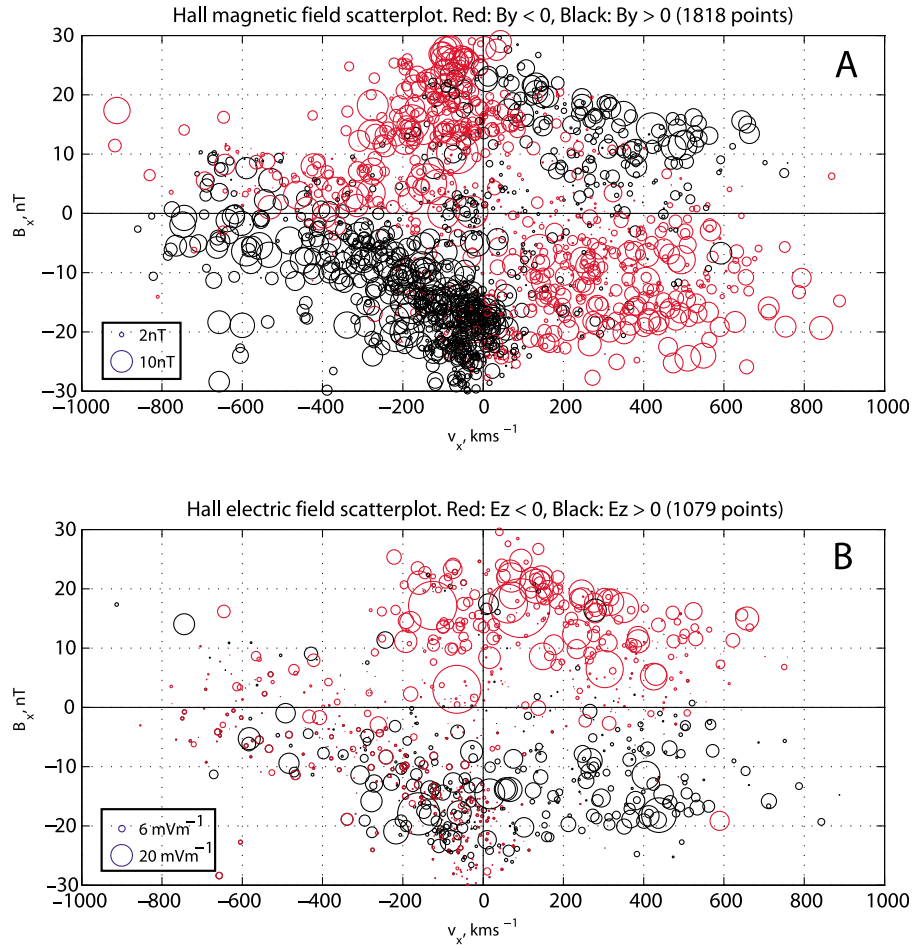 Hall magnetic field scatterplot. Red: By < 0, Black: By > 0 (1818 points)
A
30
20
10
0
−10
−20
−30
B_x, nT
2nT
10nT
−1000 −800 −600 −400 −200 0 200 400 600 800 1000
v_x, kms⁻¹
Hall electric field scatterplot. Red: Ez < 0, Black: Ez > 0 (1079 points)
B
30
20
10
0
−10
−20
−30
B_x, nT
6 mVm⁻¹
20 mVm⁻¹
−1000 −800 −600 −400 −200 0 200 400 600 800 1000
v_x, kms⁻¹